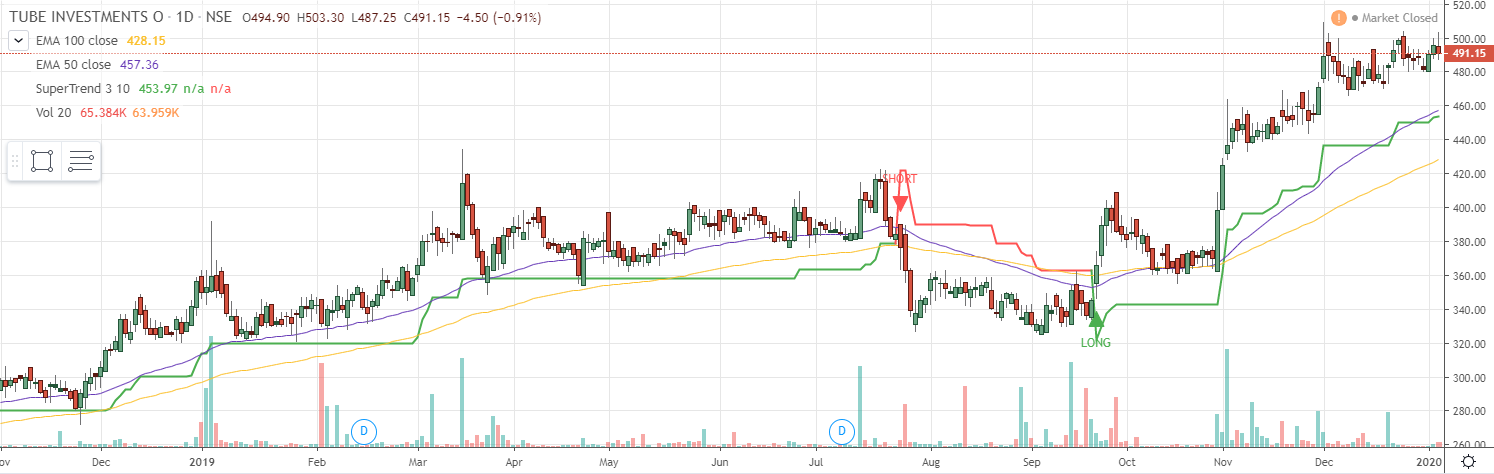 TUBE INVESTMENTS O · 1D · NSE O494.90 H503.30 L487.25 C491.15 −4.50 (−0.91%)
! ● Market Closed
EMA 100 close 428.15
EMA 50 close 457.36
SuperTrend 3 10 453.97 n/a n/a
Vol 20 65.384K 63.959K
520.00
500.00
491.15
480.00
460.00
440.00
420.00
400.00
380.00
360.00
340.00
320.00
300.00
280.00
260.00
SHORT
LONG
D D
ov Dec 2019 Feb Mar Apr May Jun Jul Aug Sep Oct Nov Dec 2020